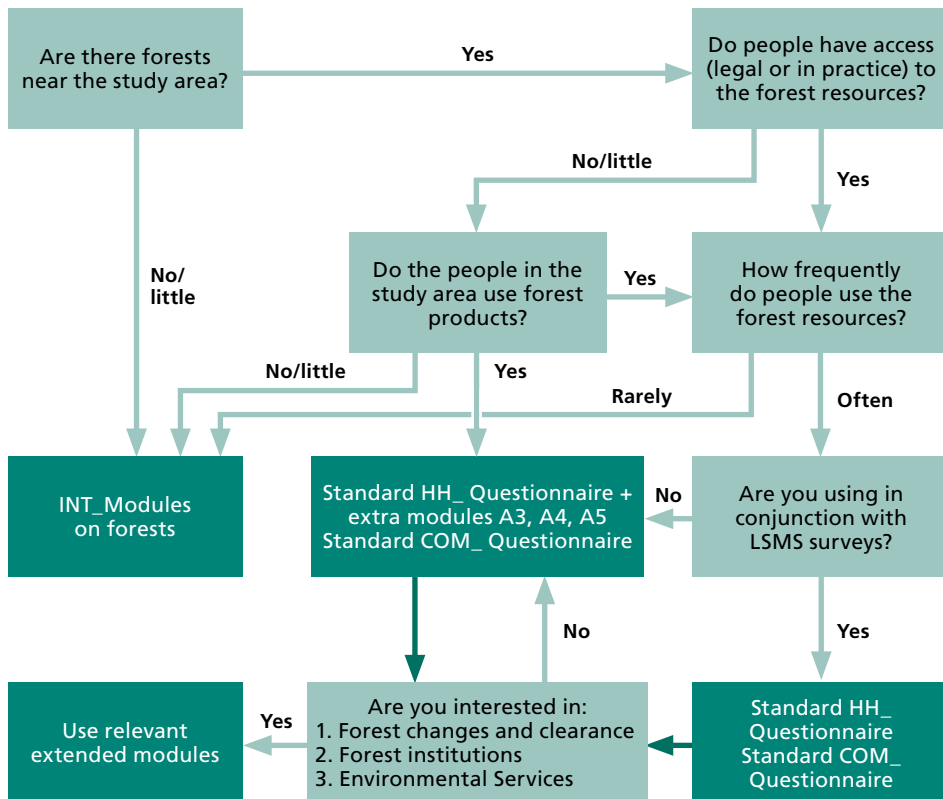 Are there forests
near the study area?
Yes
Do people have access
(legal or in practice) to
the forest resources?
No/little
Yes
No/
little
Do the people in the
study area use forest
products?
Yes
How frequently
do people use the
forest resources?
No/little
Yes
Rarely
Often
INT_Modules
on forests
Standard HH_ Questionnaire +
extra modules A3, A4, A5
Standard COM_ Questionnaire
No
Are you using in
conjunction with
LSMS surveys?
No
Yes
Use relevant
extended modules
Yes
Are you interested in:
1. Forest changes and clearance
2. Forest institutions
3. Environmental Services
Standard HH_
Questionnaire
Standard COM_
Questionnaire